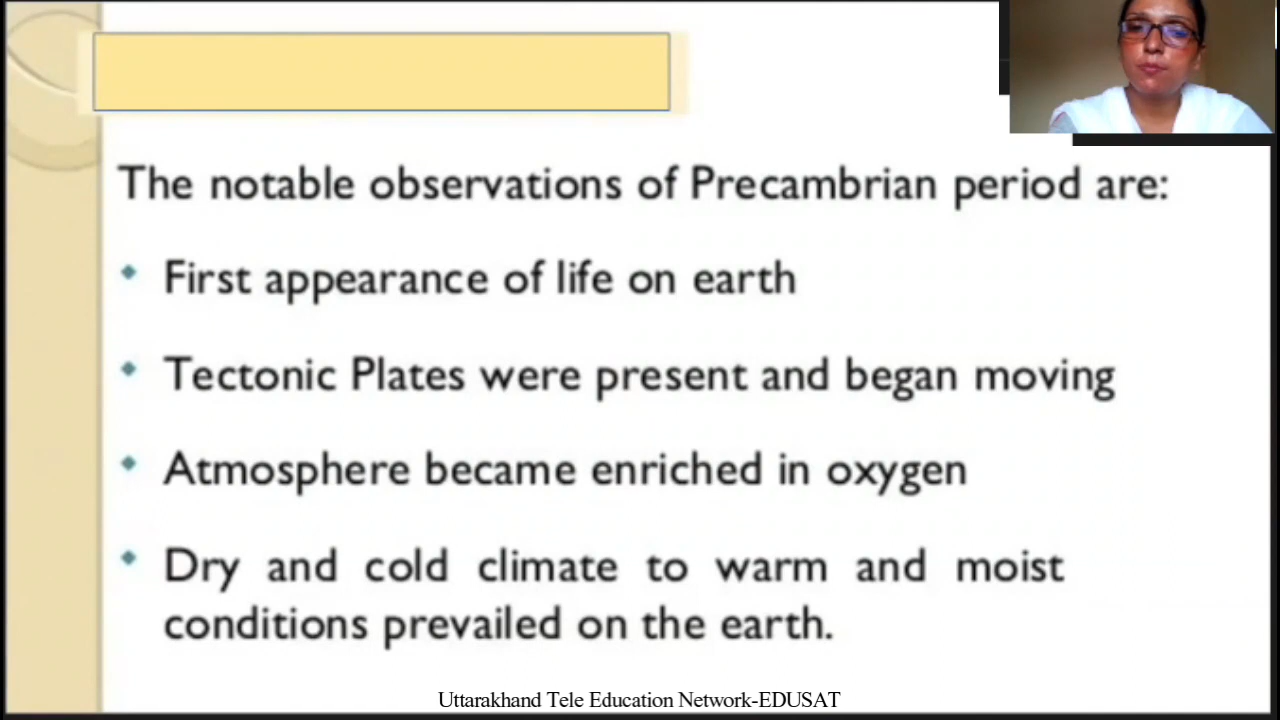 The notable observations of Precambrian period are:
First appearance of life on earth
Tectonic Plates were present and began moving
Atmosphere became enriched in oxygen
Dry and cold climate to warm and moist
conditions prevailed on the earth.
Uttarakhand Tele Education Network-EDUSAT